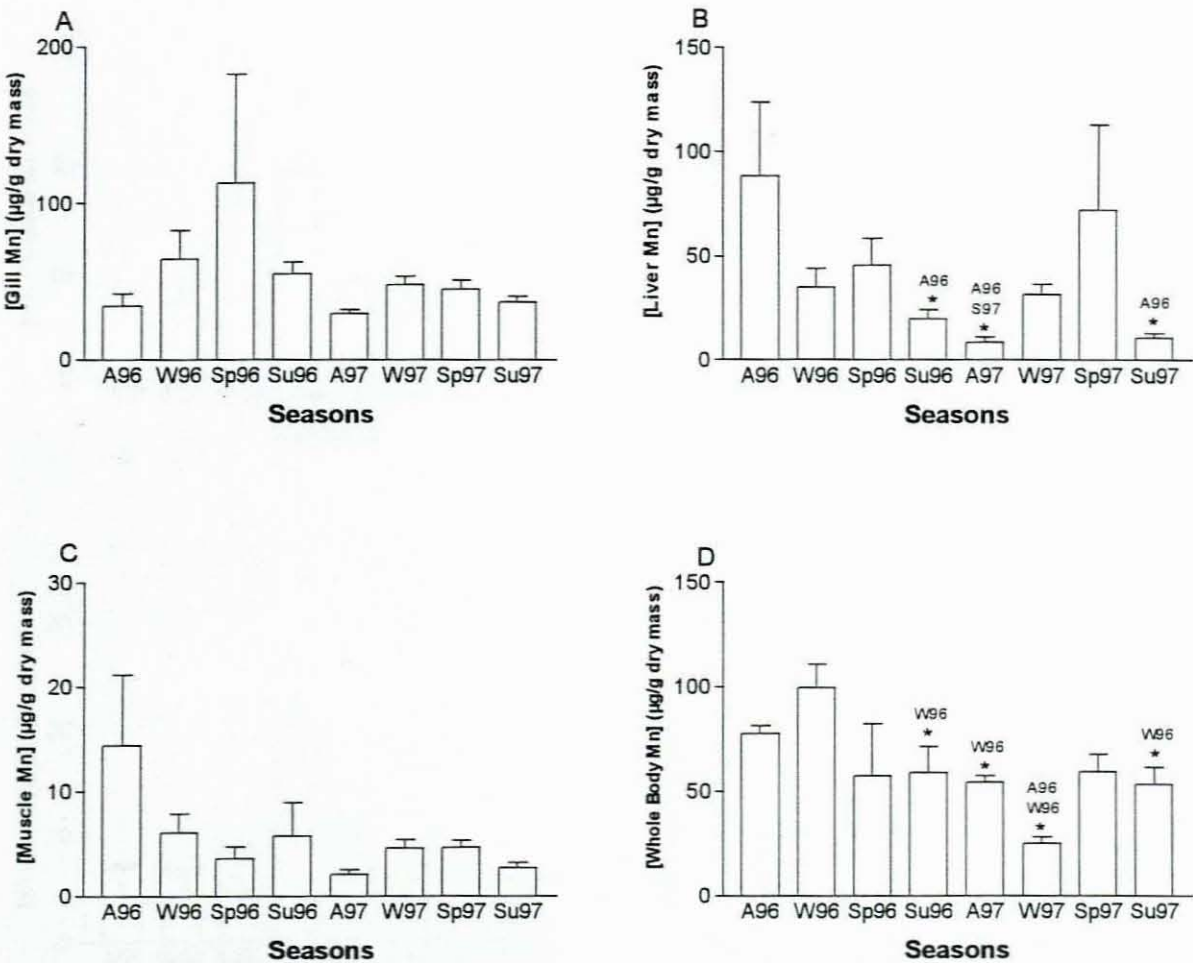 A
[Gill Mn] (µg/g dry mass)
200
100
0
A96 W96 Sp96 Su96 A97 W97 Sp97 Su97
Seasons
B
[Liver Mn] (µg/g dry mass)
150
100
50
0
A96
★
A96
S97
★
A96
★
A96 W96 Sp96 Su96 A97 W97 Sp97 Su97
Seasons
C
[Muscle Mn] (µg/g dry mass)
30
20
10
0
A96 W96 Sp96 Su96 A97 W97 Sp97 Su97
Seasons
D
[Whole Body Mn] (µg/g dry mass)
150
100
50
0
W96
★
W96
★
A96
W96
★
W96
★
A96 W96 Sp96 Su96 A97 W97 Sp97 Su97
Seasons